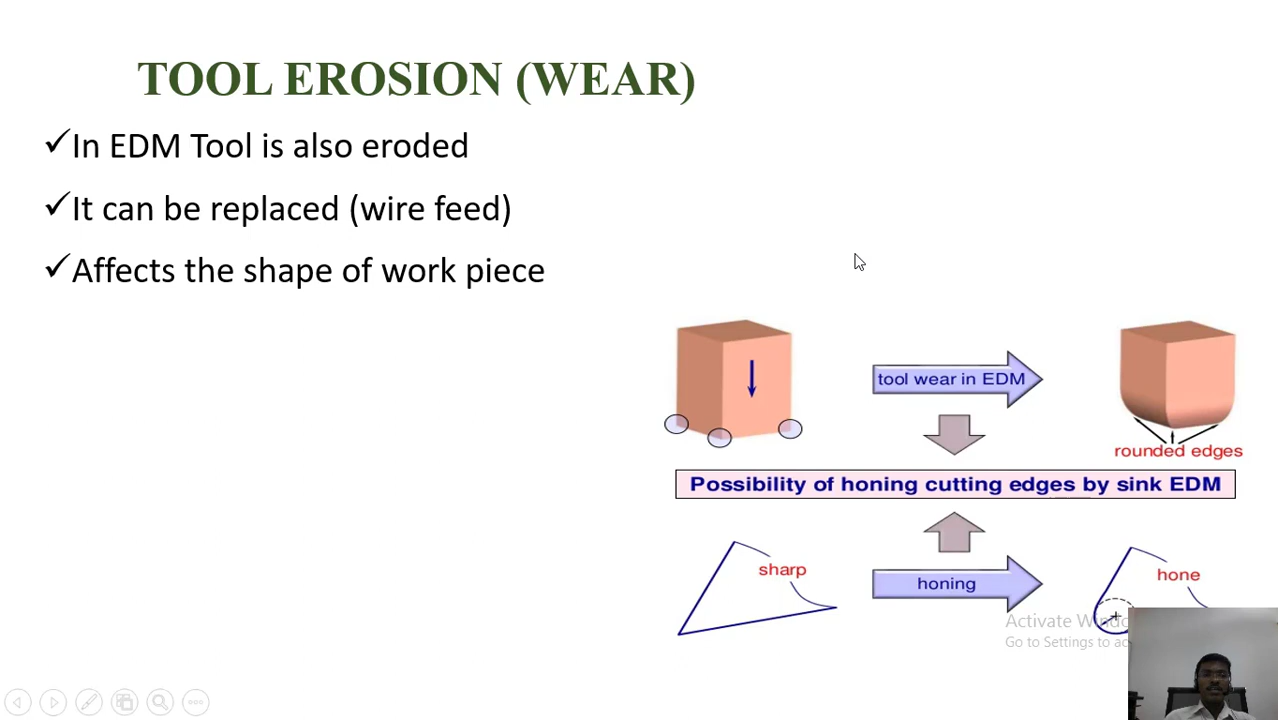 TOOL EROSION (WEAR)
✓In EDM Tool is also eroded
✓It can be replaced (wire feed)
✓Affects the shape of work piece
tool wear in EDM
rounded edges
Possibility of honing cutting edges by sink EDM
sharp
honing
hone
Activate Windo
Go to Settings to ac